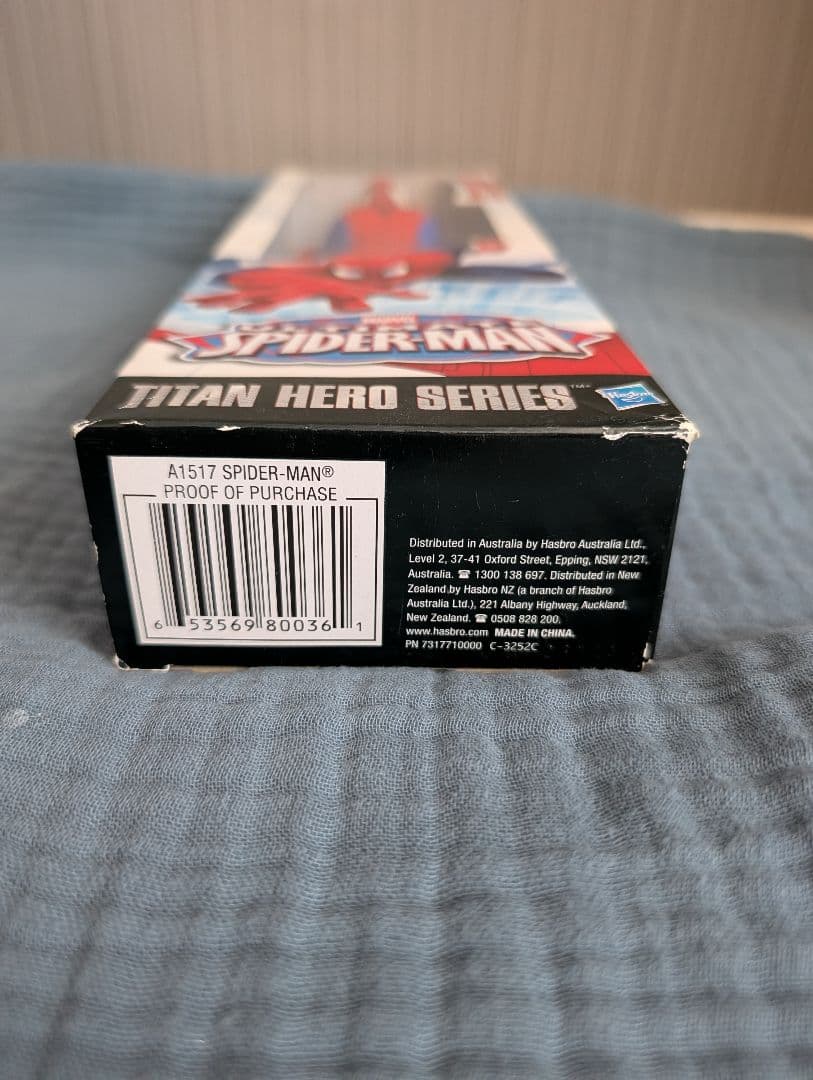 MARVEL
ULTIMATE
SPIDER-MAN
TITAN HERO SERIES™
Hasbro
A1517 SPIDER-MAN®
PROOF OF PURCHASE
6 53569 80036 1
Distributed in Australia by Hasbro Australia Ltd.,
Level 2, 37-41 Oxford Street, Epping, NSW 2121,
Australia. ☎ 1300 138 697. Distributed in New
Zealand by Hasbro NZ (a branch of Hasbro
Australia Ltd.), 221 Albany Highway, Auckland,
New Zealand. ☎ 0508 828 200.
www.hasbro.com MADE IN CHINA.
PN 7317710000 C-3252C